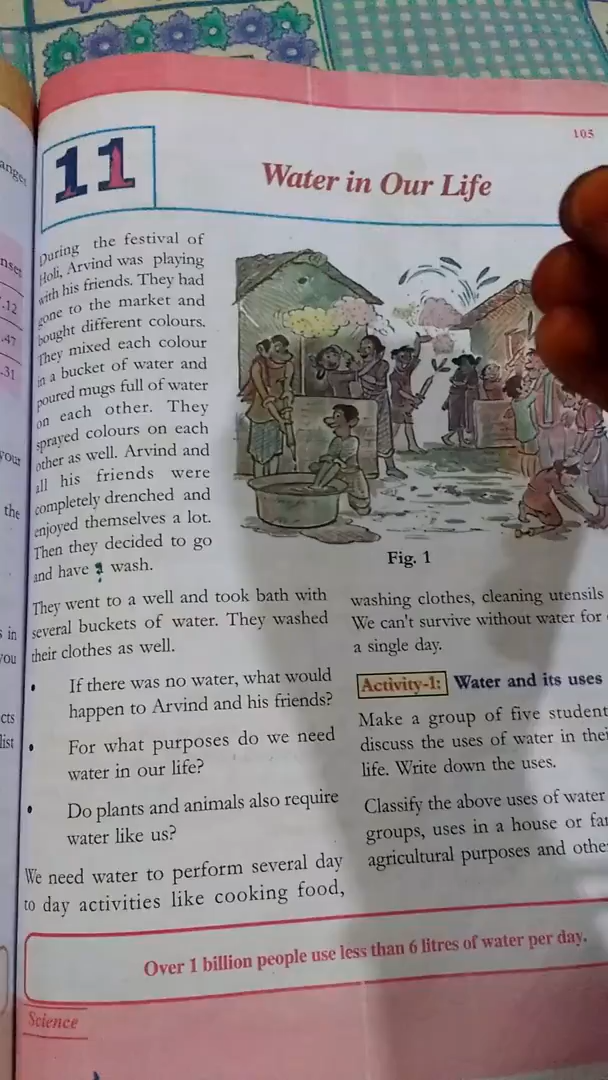 105
11
Water in Our Life
During the festival of
Holi, Arvind was playing
with his friends. They had
gone to the market and
bought different colours.
They mixed each colour
in a bucket of water and
poured mugs full of water
on each other. They
sprayed colours on each
other as well. Arvind and
all his friends were
completely drenched and
enjoyed themselves a lot.
Then they decided to go
and have a wash.
Fig. 1
They went to a well and took bath with
several buckets of water. They washed
their clothes as well.
• If there was no water, what would
happen to Arvind and his friends?
• For what purposes do we need
water in our life?
• Do plants and animals also require
water like us?
We need water to perform several day
to day activities like cooking food,
washing clothes, cleaning utensils
We can't survive without water for
a single day.
Activity-1: Water and its uses
Make a group of five student
discuss the uses of water in thei
life. Write down the uses.
Classify the above uses of water
groups, uses in a house or far
agricultural purposes and othe
Over 1 billion people use less than 6 litres of water per day.
Science
.12
.47
.31
your
the
s in
you
cts
list